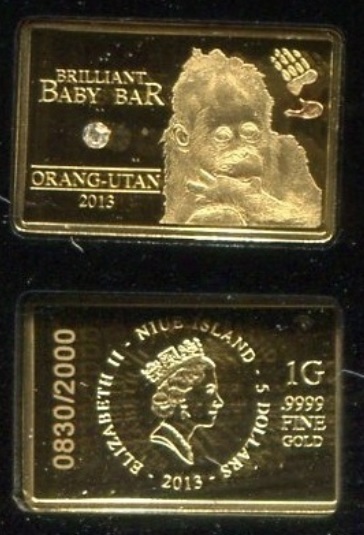 BRILLIANT
BABY BAR
ORANG-UTAN
2013
0830/2000
ELIZABETH II - NIUE ISLAND - 5 DOLLARS
- 2013 -
1G
.9999
FINE
GOLD